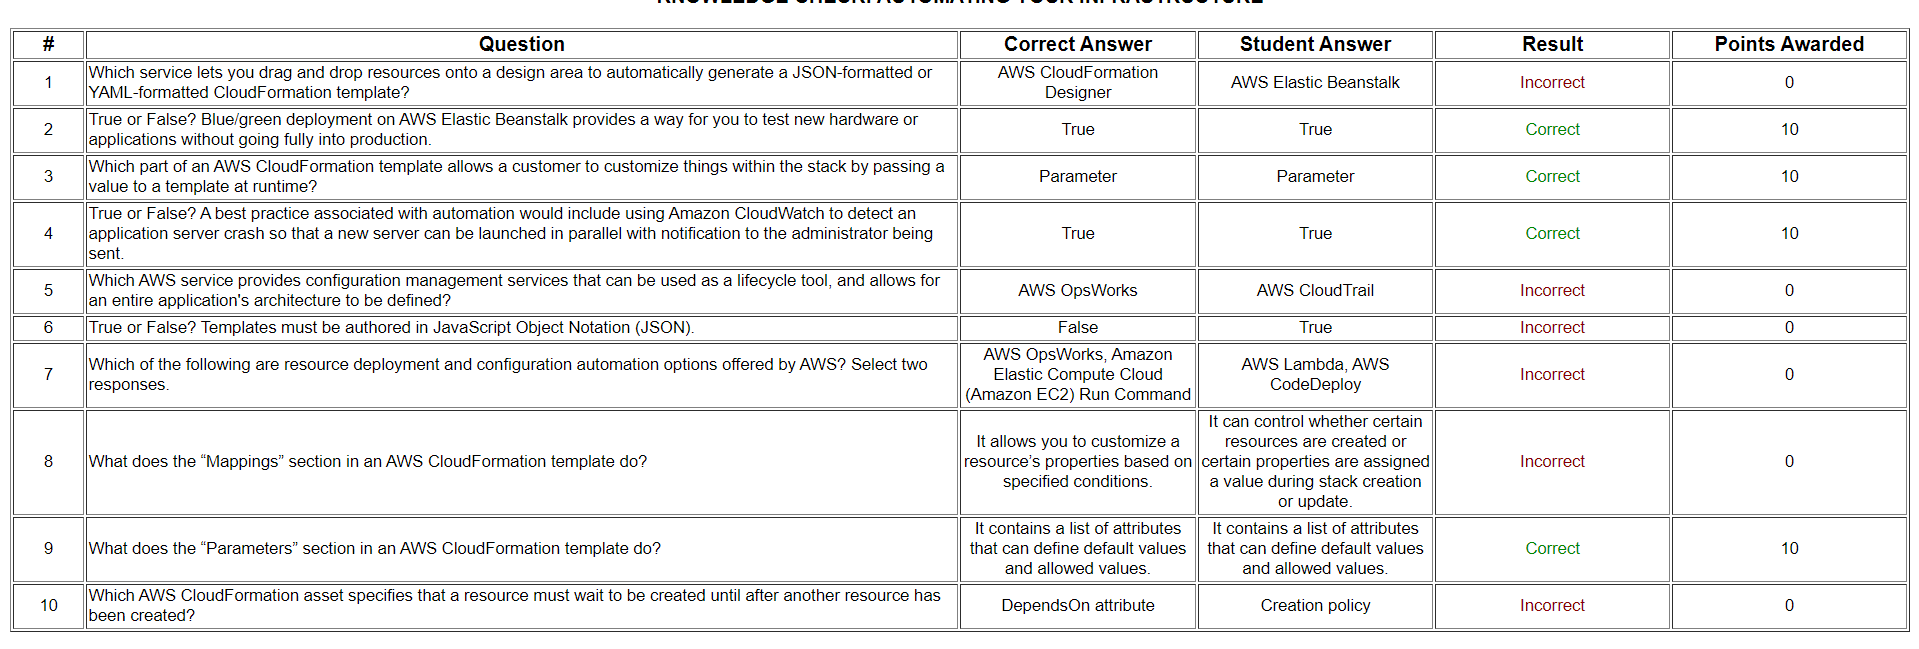 KNOWLEDGE CHECK: AUTOMATING YOUR INFRASTRUCTURE
# Question Correct Answer Student Answer Result Points Awarded
1 Which service lets you drag and drop resources onto a design area to automatically generate a JSON-formatted or
YAML-formatted CloudFormation template?
AWS CloudFormation
Designer
AWS Elastic Beanstalk Incorrect 0
2 True or False? Blue/green deployment on AWS Elastic Beanstalk provides a way for you to test new hardware or
applications without going fully into production.
True True Correct 10
3 Which part of an AWS CloudFormation template allows a customer to customize things within the stack by passing a
value to a template at runtime?
Parameter Parameter Correct 10
4 True or False? A best practice associated with automation would include using Amazon CloudWatch to detect an
application server crash so that a new server can be launched in parallel with notification to the administrator being
sent.
True True Correct 10
5 Which AWS service provides configuration management services that can be used as a lifecycle tool, and allows for
an entire application's architecture to be defined?
AWS OpsWorks AWS CloudTrail Incorrect 0
6 True or False? Templates must be authored in JavaScript Object Notation (JSON). False True Incorrect 0
7 Which of the following are resource deployment and configuration automation options offered by AWS? Select two
responses.
AWS OpsWorks, Amazon
Elastic Compute Cloud
(Amazon EC2) Run Command
AWS Lambda, AWS
CodeDeploy
Incorrect 0
8 What does the “Mappings” section in an AWS CloudFormation template do?
It allows you to customize a
resource’s properties based on
specified conditions.
It can control whether certain
resources are created or
certain properties are assigned
a value during stack creation
or update.
Incorrect 0
9 What does the “Parameters” section in an AWS CloudFormation template do?
It contains a list of attributes
that can define default values
and allowed values.
It contains a list of attributes
that can define default values
and allowed values.
Correct 10
10 Which AWS CloudFormation asset specifies that a resource must wait to be created until after another resource has
been created?
DependsOn attribute Creation policy Incorrect 0